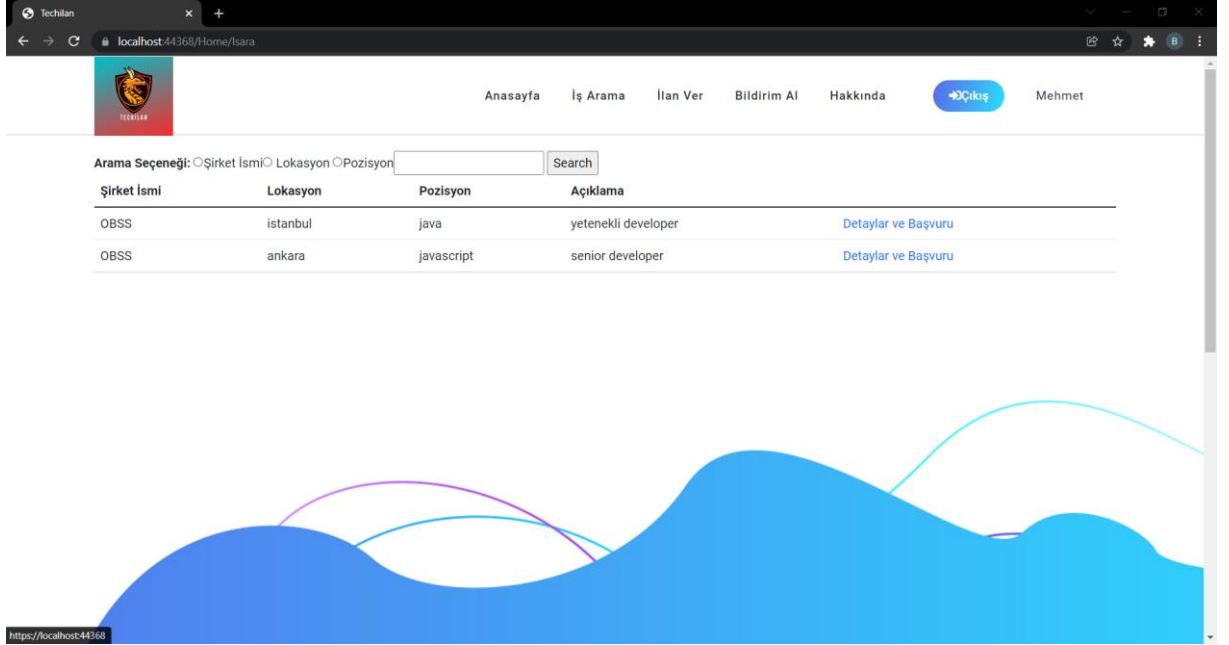 Techilan
localhost:44368/Home/Isara
B
TECHILAN
Anasayfa İş Arama İlan Ver Bildirim Al Hakkında Çıkış Mehmet
Arama Seçeneği: Şirket İsmi Lokasyon Pozisyon Search
Şirket İsmi Lokasyon Pozisyon Açıklama
OBSS istanbul java yetenekli developer Detaylar ve Başvuru
OBSS ankara javascript senior developer Detaylar ve Başvuru
https://localhost:44368